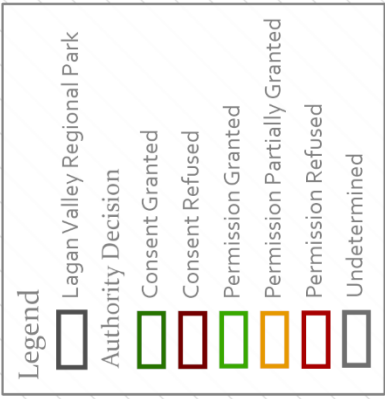 Legend
Lagan Valley Regional Park
Authority Decision
Consent Granted
Consent Refused
Permission Granted
Permission Partially Granted
Permission Refused
Undetermined